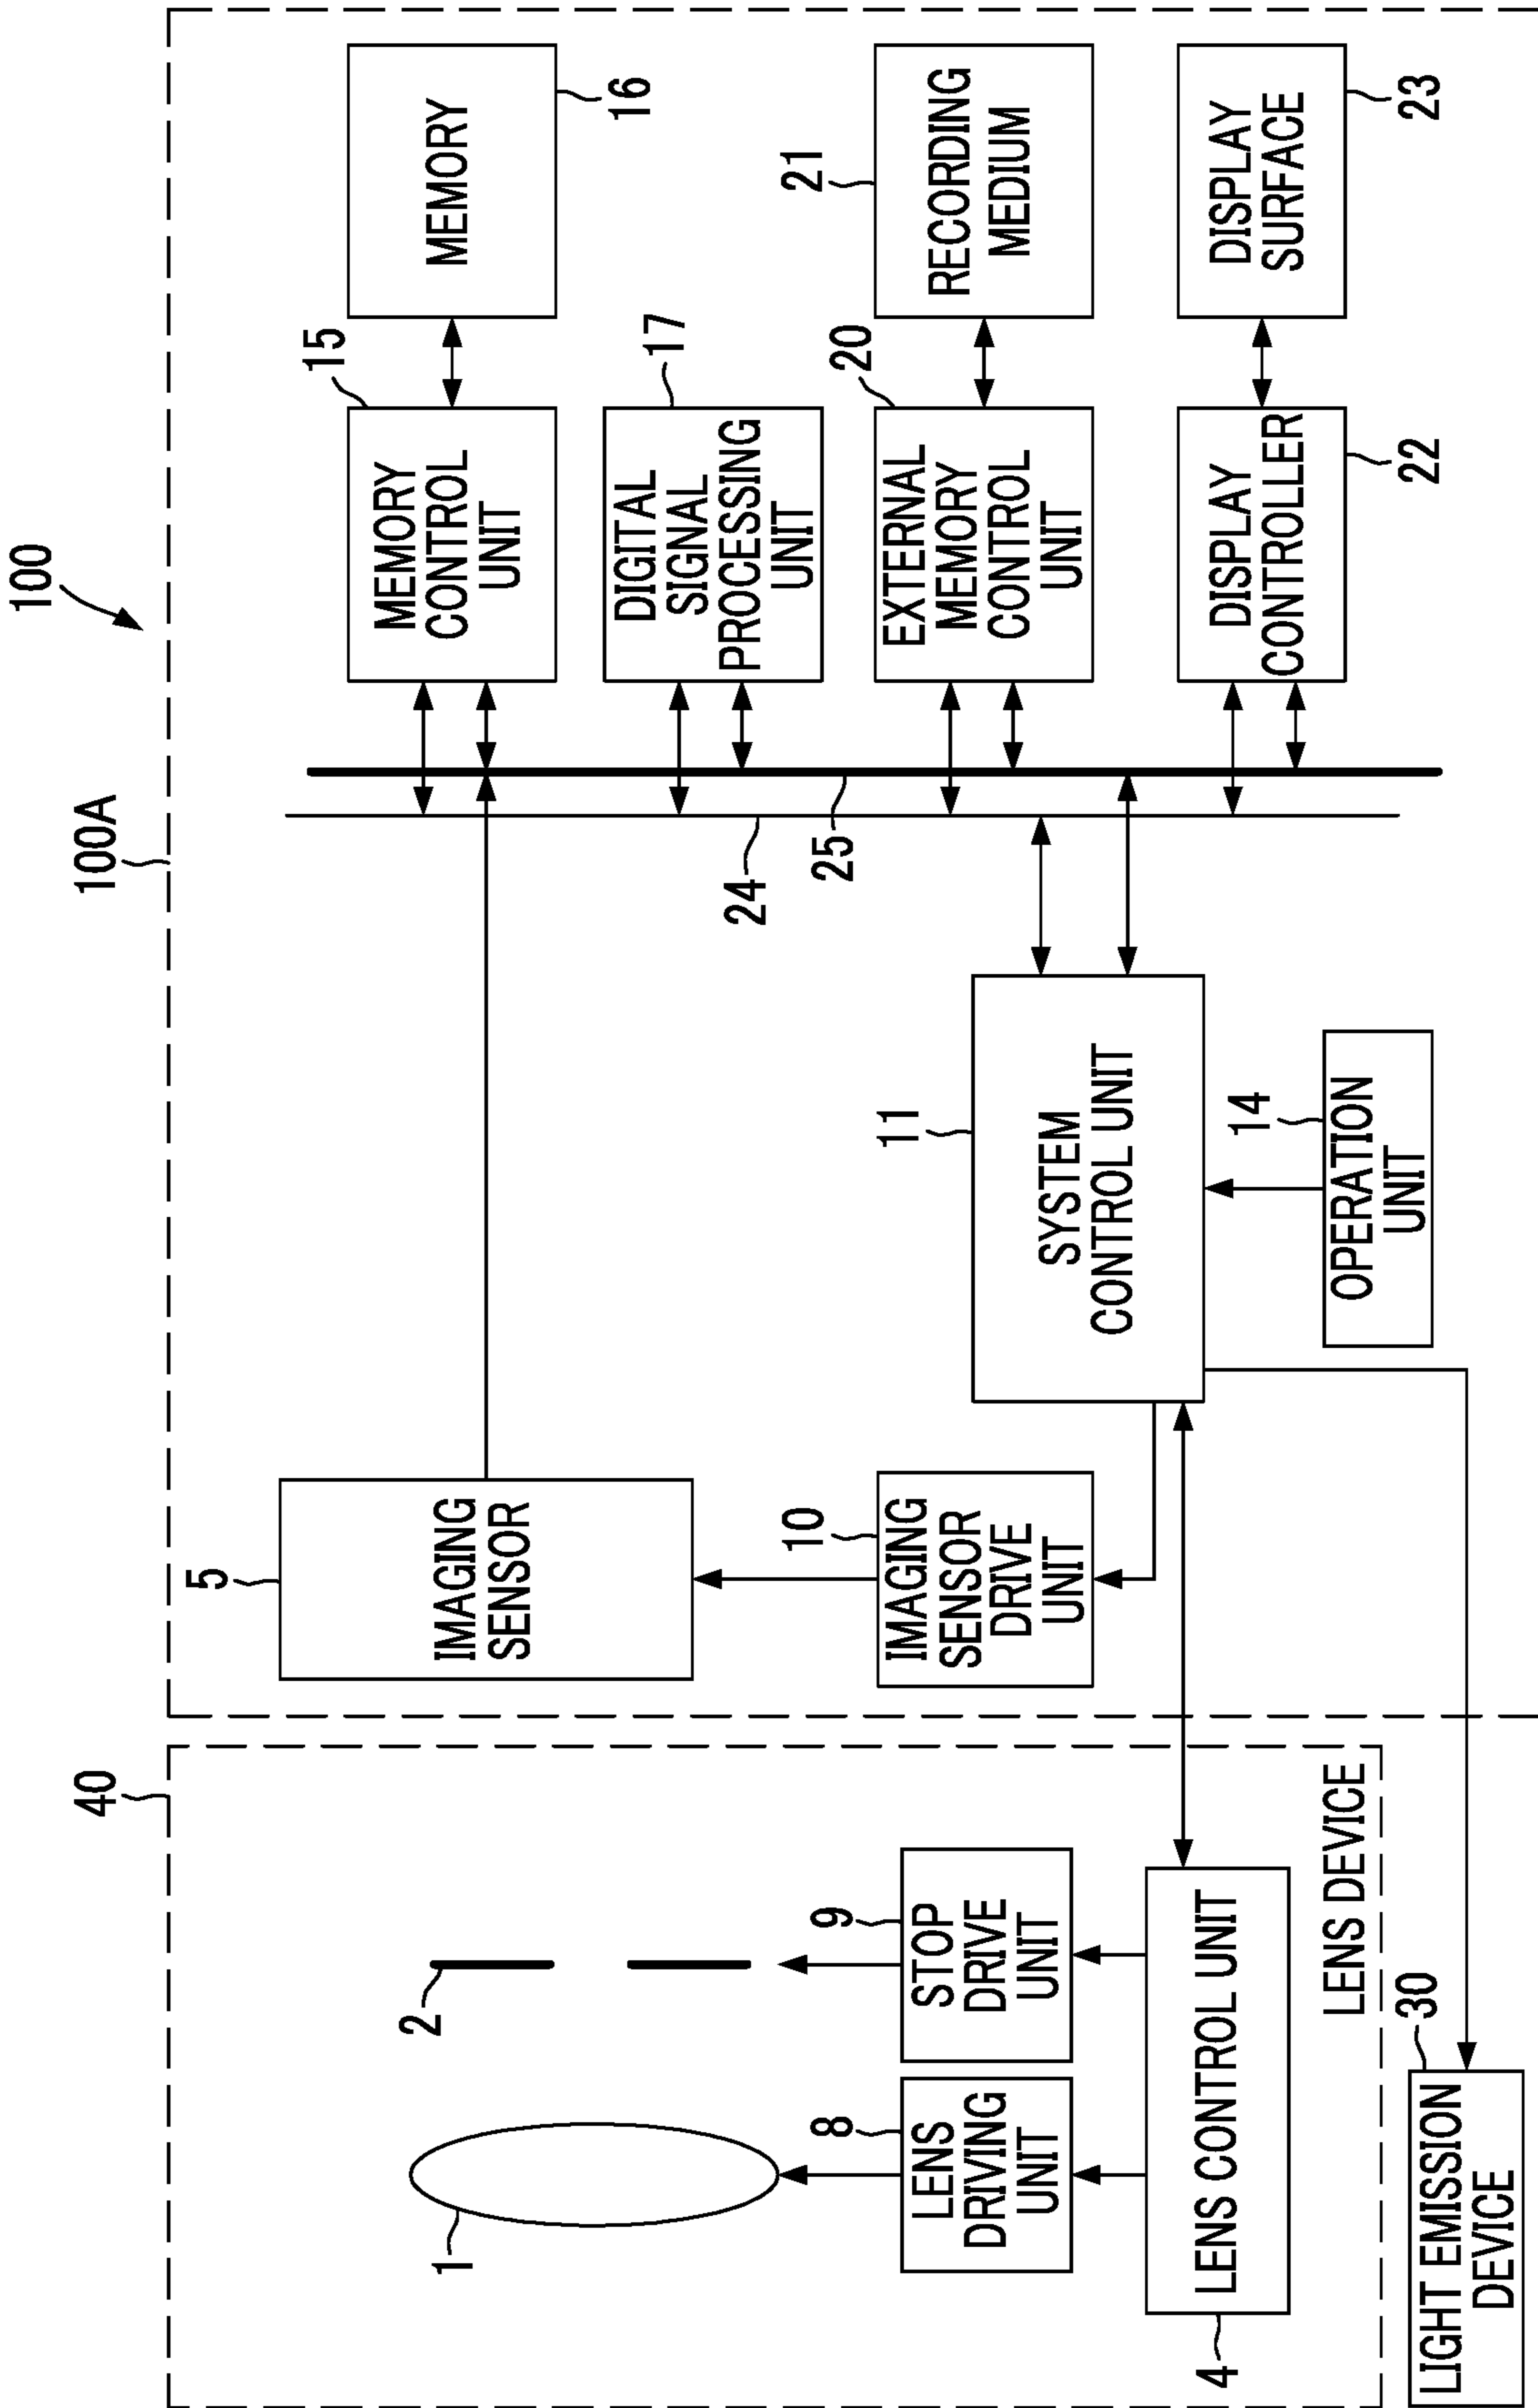 100
100A
40
1
2
8
LENS
DRIVING
UNIT
9
STOP
DRIVE
UNIT
4
LENS CONTROL UNIT
LENS DEVICE
30
LIGHT EMISSION
DEVICE
5
IMAGING
SENSOR
10
IMAGING
SENSOR
DRIVE
UNIT
11
SYSTEM
CONTROL UNIT
14
OPERATION
UNIT
24
25
15
MEMORY
CONTROL
UNIT
16
MEMORY
17
DIGITAL
SIGNAL
PROCESSING
UNIT
20
EXTERNAL
MEMORY
CONTROL
UNIT
21
RECORDING
MEDIUM
22
DISPLAY
CONTROLLER
23
DISPLAY
SURFACE